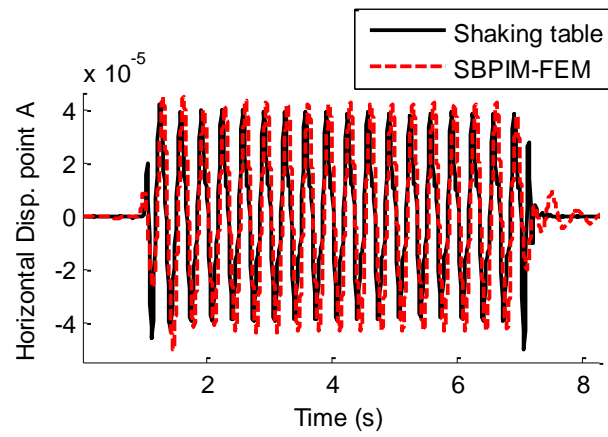 Shaking table
SBPIM-FEM
x 10^-5
4
2
0
-2
-4
Horizontal Disp. point A
2
4
6
8
Time (s)